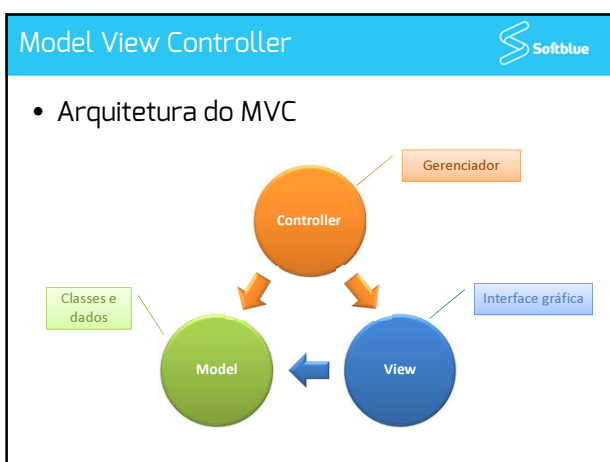 Model View Controller
Softblue
• Arquitetura do MVC
Gerenciador
Controller
Classes e
dados
Interface gráfica
Model
View